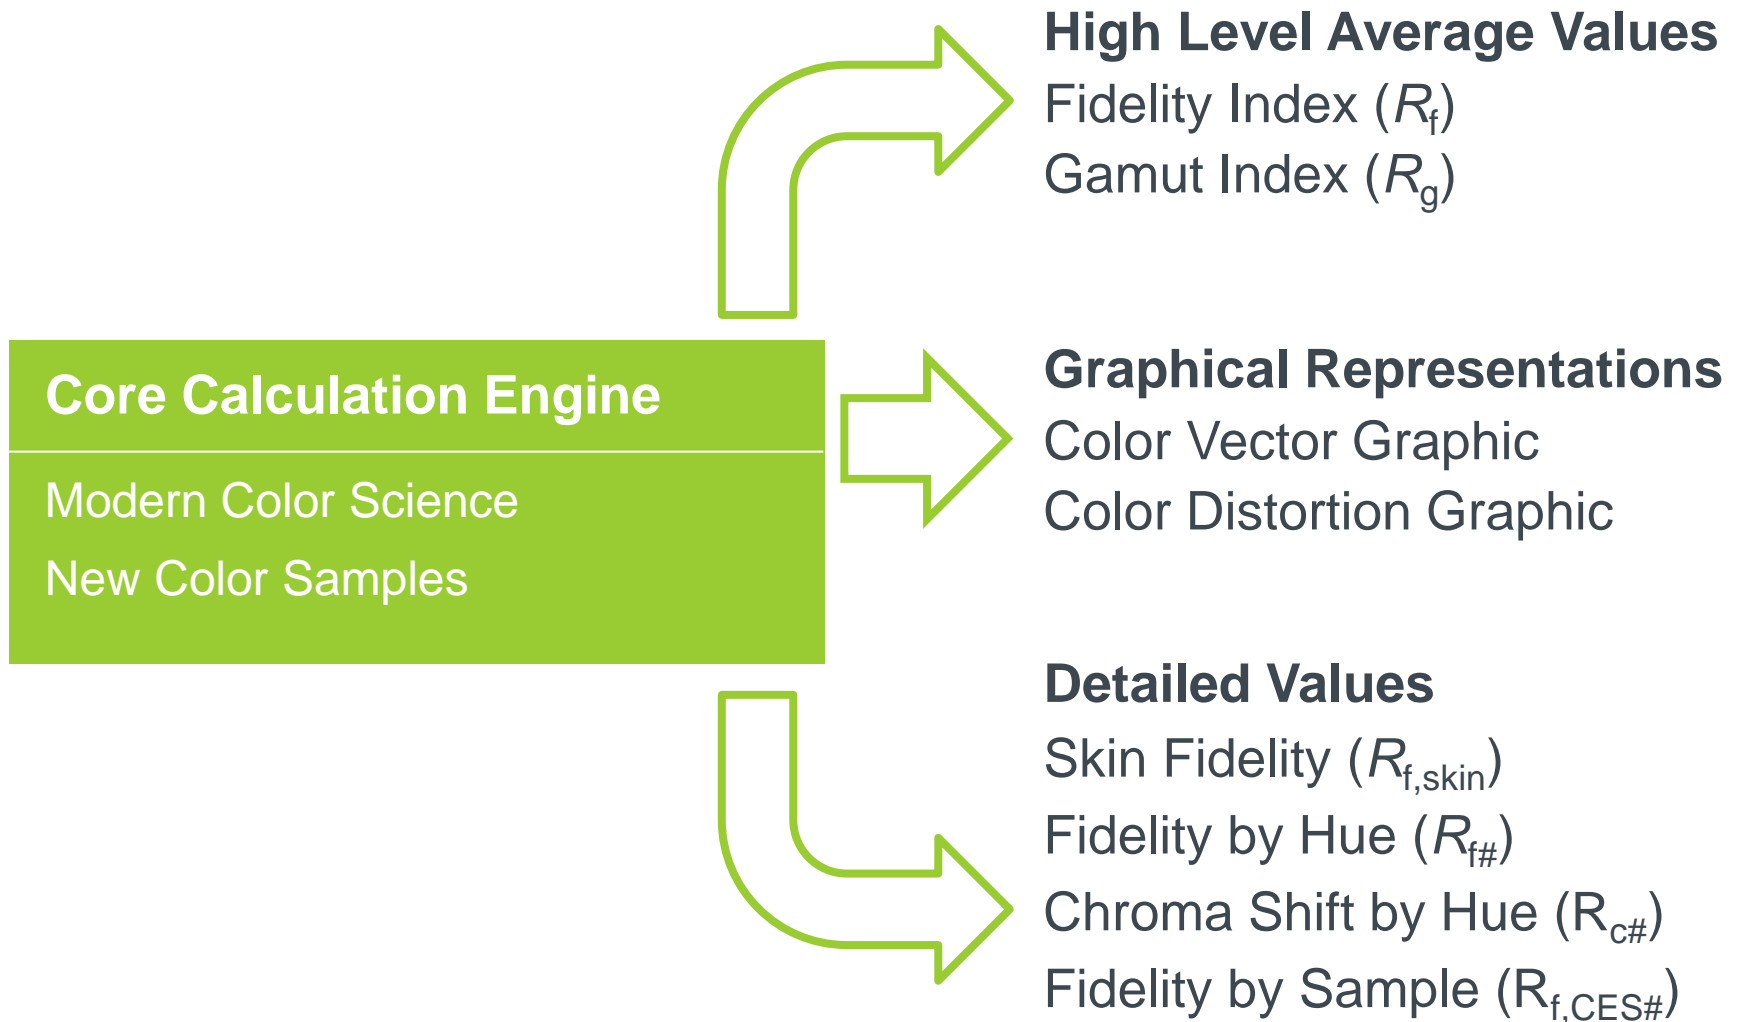 High Level Average Values
Fidelity Index (Rf)
Gamut Index (Rg)
Core Calculation Engine
Modern Color Science
New Color Samples
Graphical Representations
Color Vector Graphic
Color Distortion Graphic
Detailed Values
Skin Fidelity (Rf,skin)
Fidelity by Hue (Rf#)
Chroma Shift by Hue (Rc#)
Fidelity by Sample (Rf,CES#)